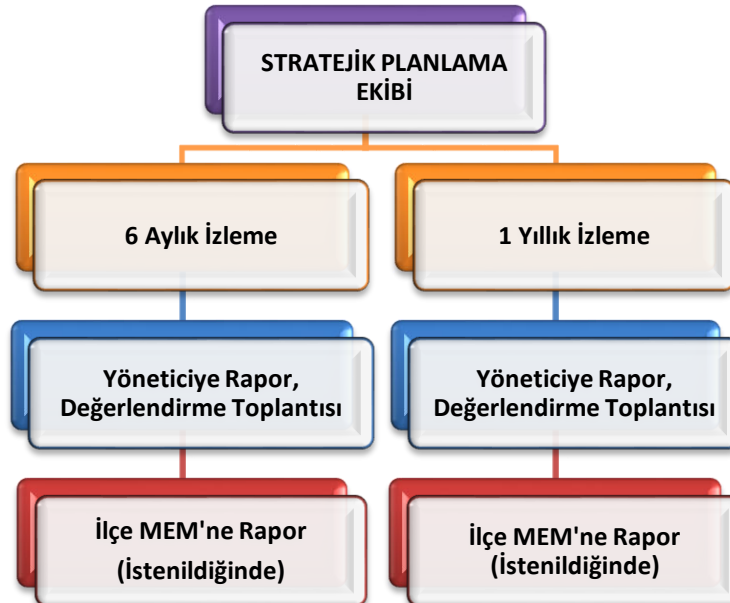 STRATEJİK PLANLAMA
EKİBİ
6 Aylık İzleme
1 Yıllık İzleme
Yöneticiye Rapor,
Değerlendirme Toplantısı
Yöneticiye Rapor,
Değerlendirme Toplantısı
İlçe MEM'ne Rapor
(İstenildiğinde)
İlçe MEM'ne Rapor
(İstenildiğinde)